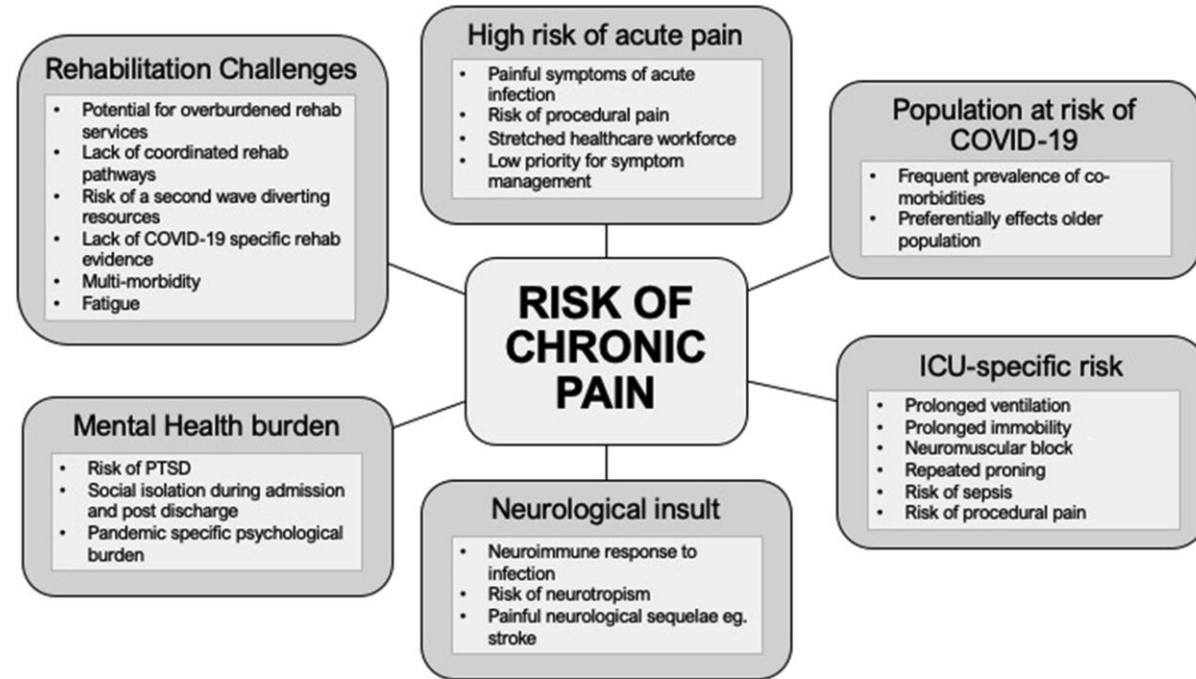 Rehabilitation Challenges
• Potential for overburdened rehab
services
• Lack of coordinated rehab
pathways
• Risk of a second wave diverting
resources
• Lack of COVID-19 specific rehab
evidence
• Multi-morbidity
• Fatigue
High risk of acute pain
• Painful symptoms of acute
infection
• Risk of procedural pain
• Stretched healthcare workforce
• Low priority for symptom
management
Population at risk of
COVID-19
• Frequent prevalence of co-
morbidities
• Preferentially effects older
population
RISK OF
CHRONIC
PAIN
Mental Health burden
• Risk of PTSD
• Social isolation during admission
and post discharge
• Pandemic specific psychological
burden
Neurological insult
• Neuroimmune response to
infection
• Risk of neurotropism
• Painful neurological sequelae eg.
stroke
ICU-specific risk
• Prolonged ventilation
• Prolonged immobility
• Neuromuscular block
• Repeated proning
• Risk of sepsis
• Risk of procedural pain